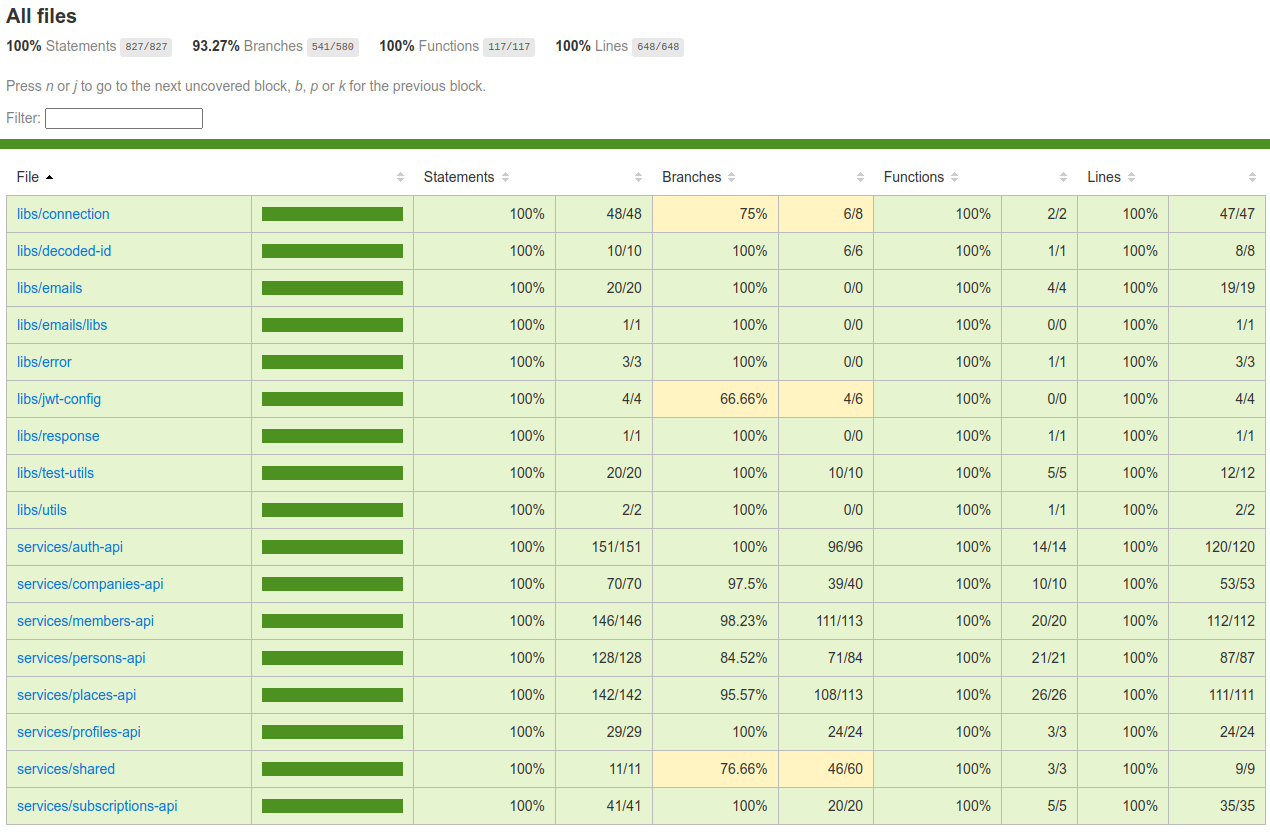 All files
100% Statements 827/827 93.27% Branches 541/580 100% Functions 117/117 100% Lines 648/648
Press n or j to go to the next uncovered block, b, p or k for the previous block.
Filter:
File Statements Branches Functions Lines
libs/connection 100% 48/48 75% 6/8 100% 2/2 100% 47/47
libs/decoded-id 100% 10/10 100% 6/6 100% 1/1 100% 8/8
libs/emails 100% 20/20 100% 0/0 100% 4/4 100% 19/19
libs/emails/libs 100% 1/1 100% 0/0 100% 0/0 100% 1/1
libs/error 100% 3/3 100% 0/0 100% 1/1 100% 3/3
libs/jwt-config 100% 4/4 66.66% 4/6 100% 0/0 100% 4/4
libs/response 100% 1/1 100% 0/0 100% 1/1 100% 1/1
libs/test-utils 100% 20/20 100% 10/10 100% 5/5 100% 12/12
libs/utils 100% 2/2 100% 0/0 100% 1/1 100% 2/2
services/auth-api 100% 151/151 100% 96/96 100% 14/14 100% 120/120
services/companies-api 100% 70/70 97.5% 39/40 100% 10/10 100% 53/53
services/members-api 100% 146/146 98.23% 111/113 100% 20/20 100% 112/112
services/persons-api 100% 128/128 84.52% 71/84 100% 21/21 100% 87/87
services/places-api 100% 142/142 95.57% 108/113 100% 26/26 100% 111/111
services/profiles-api 100% 29/29 100% 24/24 100% 3/3 100% 24/24
services/shared 100% 11/11 76.66% 46/60 100% 3/3 100% 9/9
services/subscriptions-api 100% 41/41 100% 20/20 100% 5/5 100% 35/35